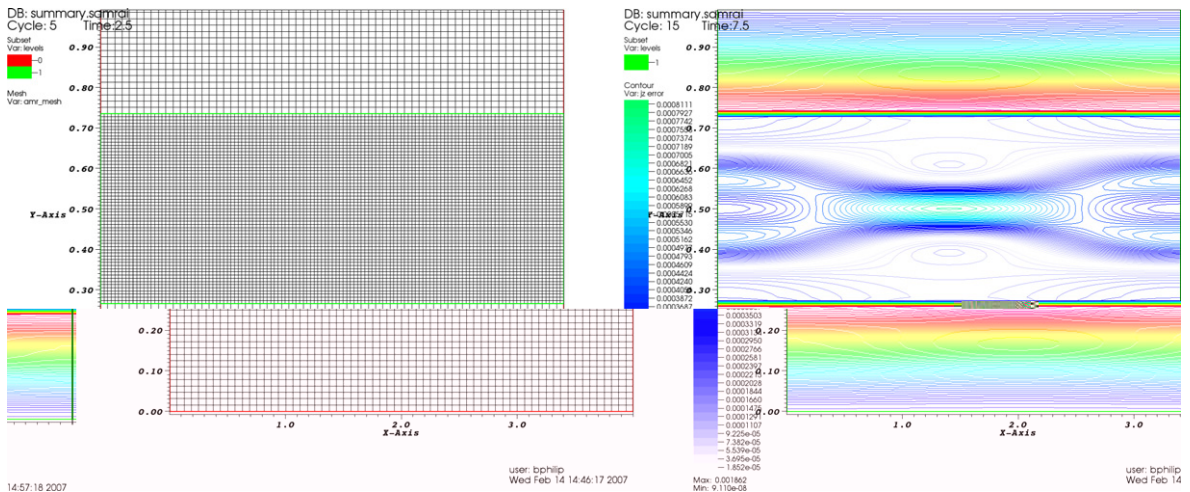 DB: summary.samrai
Cycle: 5 Time:2.5
Subset
Var: levels
0
1
Mesh
Var: amr_mesh
0.90
0.80
0.70
0.60
Y-Axis
0.50
0.40
0.30
0.20
0.10
0.00
1.0
2.0
3.0
X-Axis
user: bphilip
Wed Feb 14 14:46:17 2007
14:57:18 2007
DB: summary.samrai
Cycle: 15 Time:7.5
Subset
Var: levels
1
Contour
Var: jz error
0.0008111
0.0007927
0.0007742
0.0007374
0.0007189
0.0007005
0.0006821
0.0006452
0.0006268
0.0006083
0.0005530
0.0005346
0.0005162
0.0004793
0.0004609
0.0004424
0.0004240
0.0003872
0.0003687
0.0003503
0.0003319
0.0002950
0.0002766
0.0002581
0.0002028
0.0001844
0.0001660
0.0001291
0.0001107
9.225e-05
7.382e-05
5.539e-05
3.695e-05
1.852e-05
Max: 0.001862
Min: 9.110e-08
0.90
0.80
0.70
0.60
0.50
0.40
0.30
0.20
0.10
0.00
1.0
2.0
3.0
X-Axis
user: bphilip
Wed Feb 14